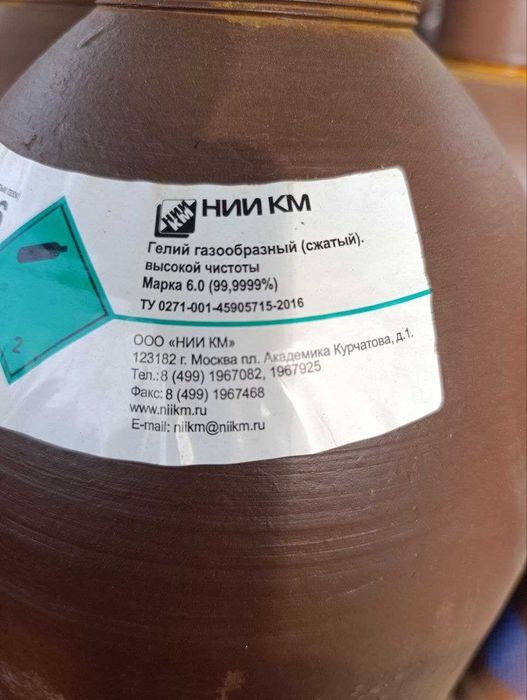 НИИ КМ
НИИ КМ
Гелий газообразный (сжатый).
высокой чистоты
Марка 6.0 (99,9999%)
ТУ 0271-001-45905715-2016
2
ООО «НИИ КМ»
123182 г. Москва пл. Академика Курчатова, д.1.
Тел.:8 (499) 1967082, 1967925
Факс: 8 (499) 1967468
www.niikm.ru
E-mail: niikm@niikm.ru